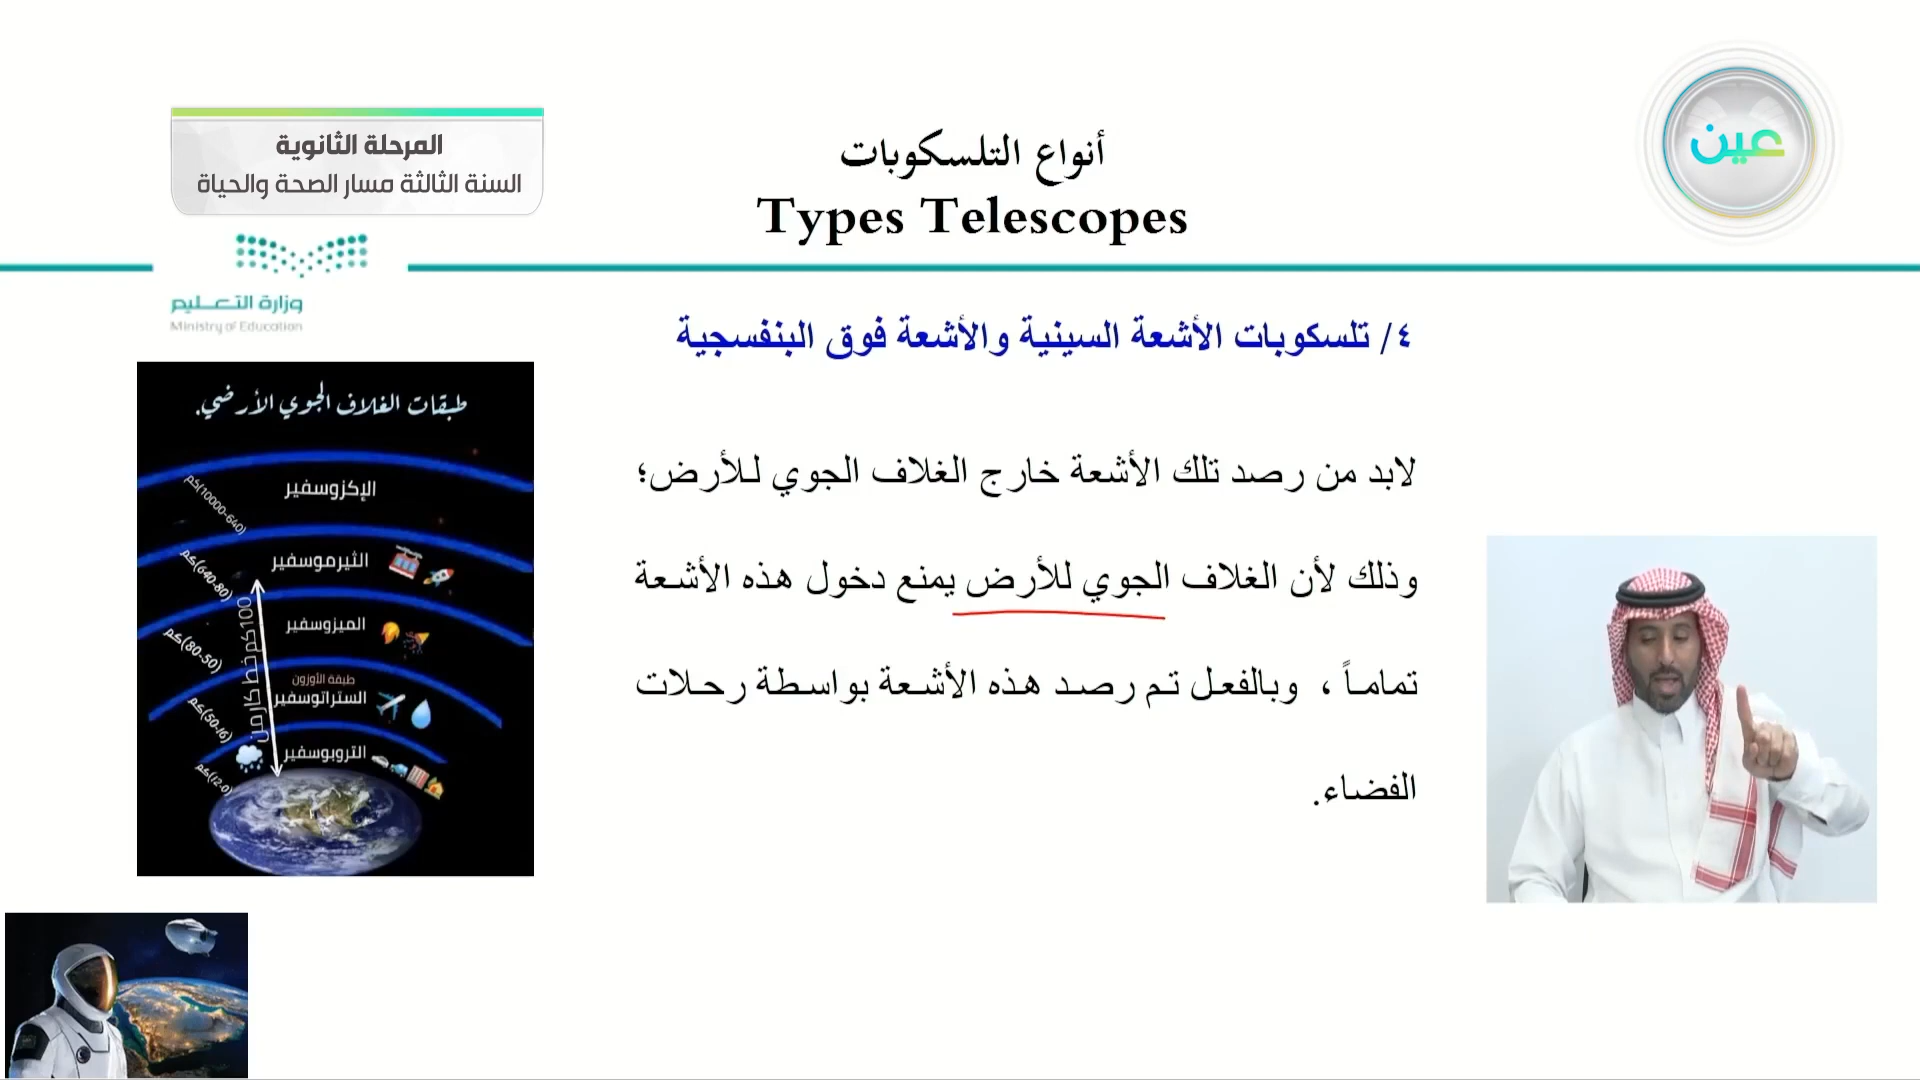 المرحلة الثانوية
السنة الثالثة مسار الصحة والحياة
أنواع التلسكوبات
Types Telescopes
عين
وزارة التعليم
Ministry of Education
٤/ تلسكوبات الأشعة السينية والأشعة فوق البنفسجية
لابد من رصد تلك الأشعة خارج الغلاف الجوي للأرض؛
وذلك لأن الغلاف الجوي للأرض يمنع دخول هذه الأشعة
تماماً ، وبالفعل تم رصد هذه الأشعة بواسطة رحلات
الفضاء.
طبقات الغلاف الجوي الأرضي.
الإكزوسفير
(10000-640)كم
الثيرموسفير
(640-80)كم
الميزوسفير
(80-50)كم
طبقة الأوزون
الستراتوسفير
(50-16)كم
التروبوسفير
(12-0)كم
100كم خط كارمن